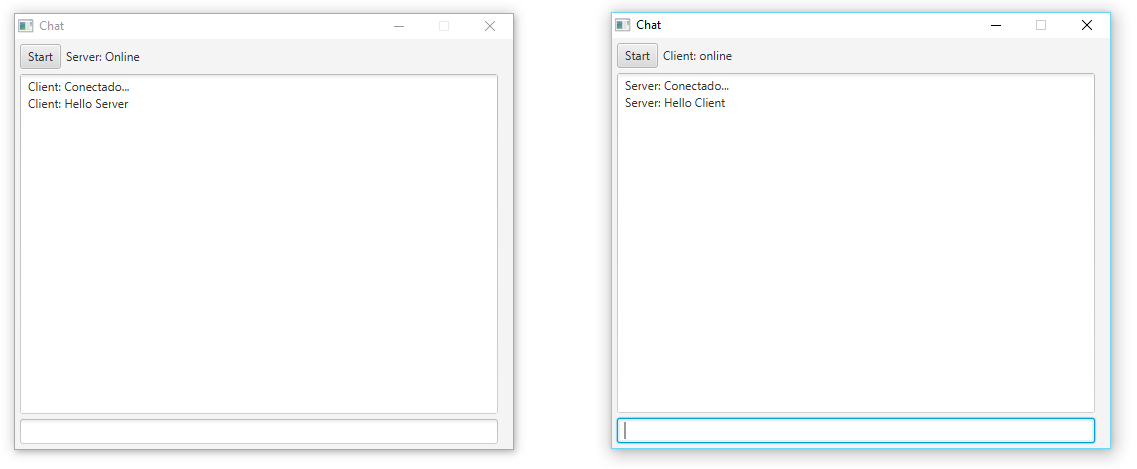 Chat
Start Server: Online
Client: Conectado...
Client: Hello Server
Chat
Start Client: online
Server: Conectado...
Server: Hello Client